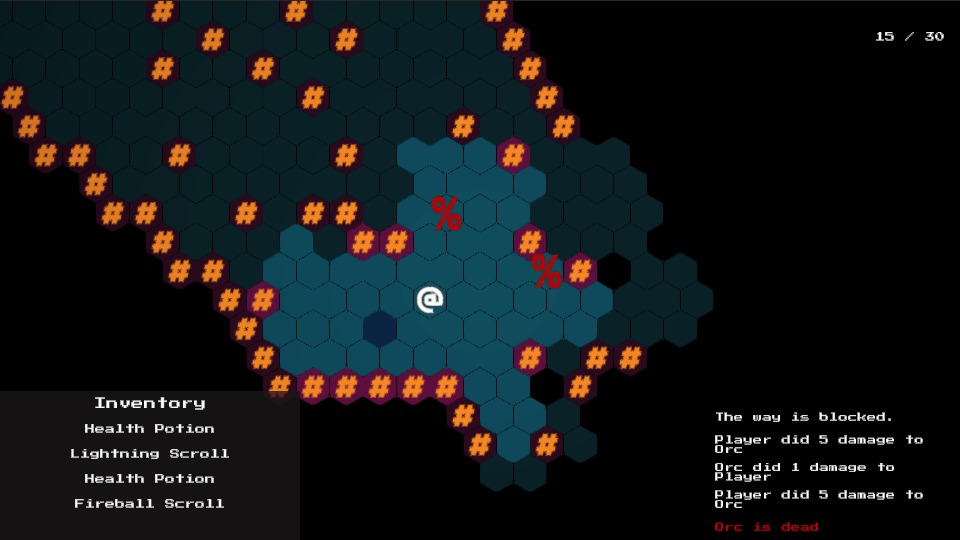 15 / 30
%
%
@
Inventory
Health Potion
Lightning Scroll
Health Potion
Fireball Scroll
The way is blocked.
Player did 5 damage to
Orc
Orc did 1 damage to
Player
Player did 5 damage to
Orc
Orc is dead